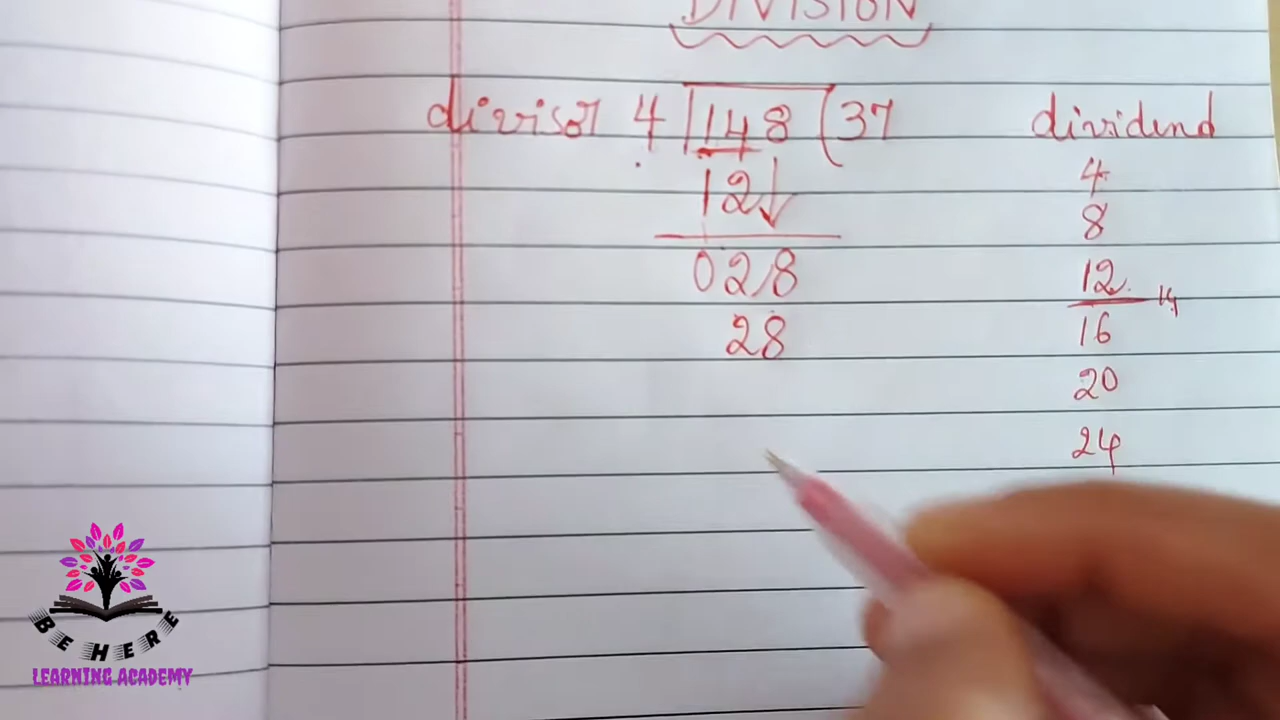 DIVISION
divisor 4 148 (37 dividend
12 4
8
028 12 14
28 16
20
24
BE HERE
LEARNING ACADEMY